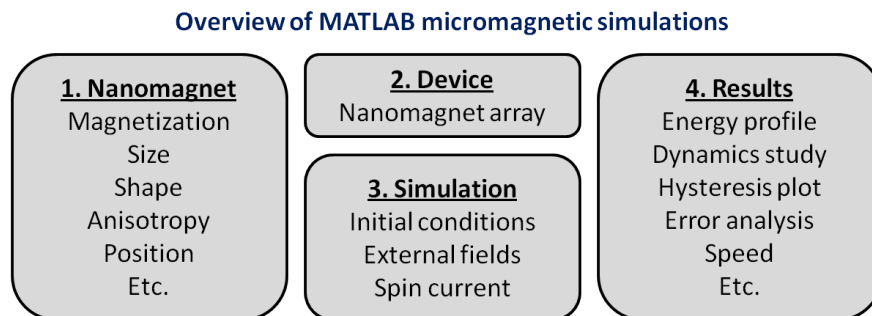 Overview of MATLAB micromagnetic simulations
1. Nanomagnet
Magnetization
Size
Shape
Anisotropy
Position
Etc.
2. Device
Nanomagnet array
3. Simulation
Initial conditions
External fields
Spin current
4. Results
Energy profile
Dynamics study
Hysteresis plot
Error analysis
Speed
Etc.